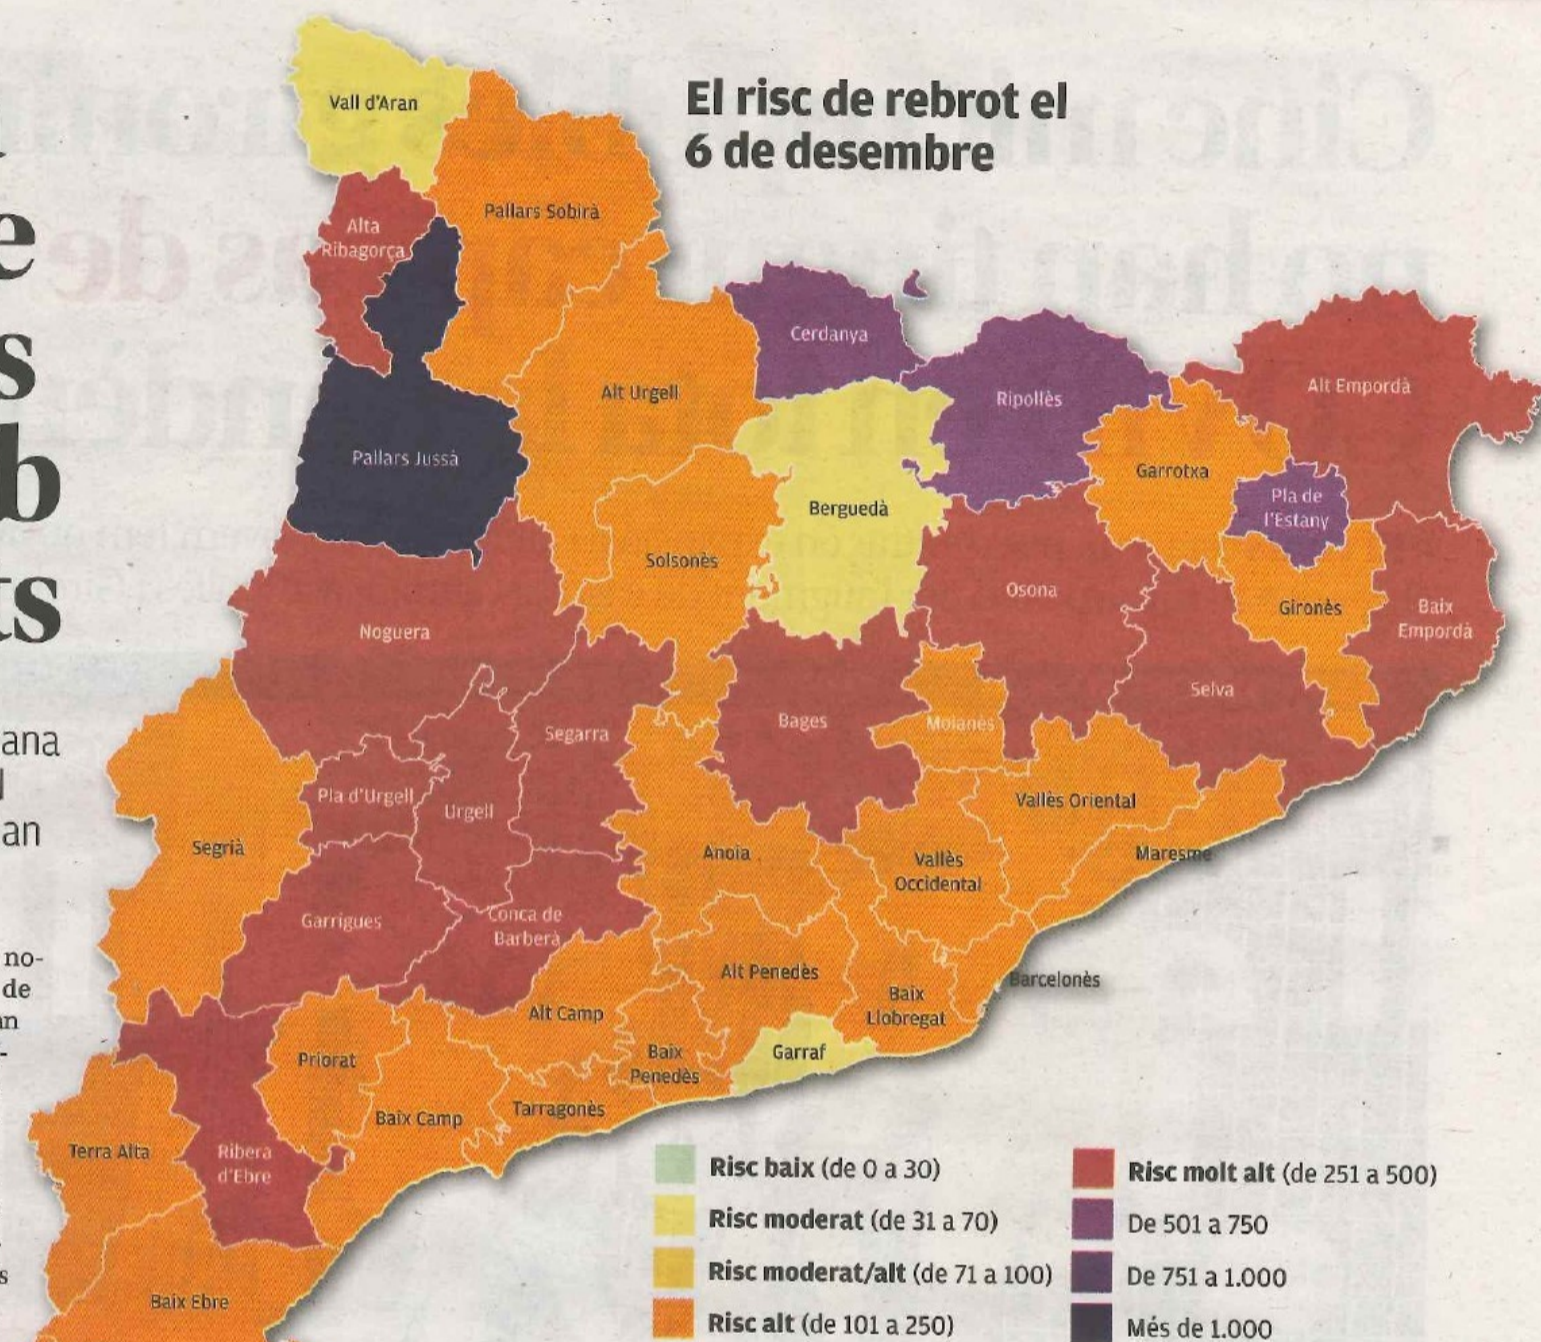 El risc de rebrot el
6 de desembre
Vall d'Aran
Pallars Sobirà
Alta
Ribagorça
Cerdanya
Ripollès
Alt Empordà
Alt Urgell
Pallars Jussà
Garrotxa
Pla de
l'Estany
Berguedà
Solsonès
Osona
Gironès
Baix
Empordà
Noguera
Selva
Bages
Moianès
Segarra
Pla d'Urgell
Urgell
Vallès Oriental
Segrià
Anoia
Vallès
Occidental
Maresme
Garrigues
Conca de
Barberà
Alt Penedès
Barcelonès
Baix
Llobregat
Alt Camp
Priorat
Baix
Penedès
Garraf
Baix Camp
Tarragonès
Terra Alta
Ribera
d'Ebre
Baix Ebre
Risc baix (de 0 a 30)
Risc moderat (de 31 a 70)
Risc moderat/alt (de 71 a 100)
Risc alt (de 101 a 250)
Risc molt alt (de 251 a 500)
De 501 a 750
De 751 a 1.000
Més de 1.000
e
s
b
ts
ana
an
no-
de
s